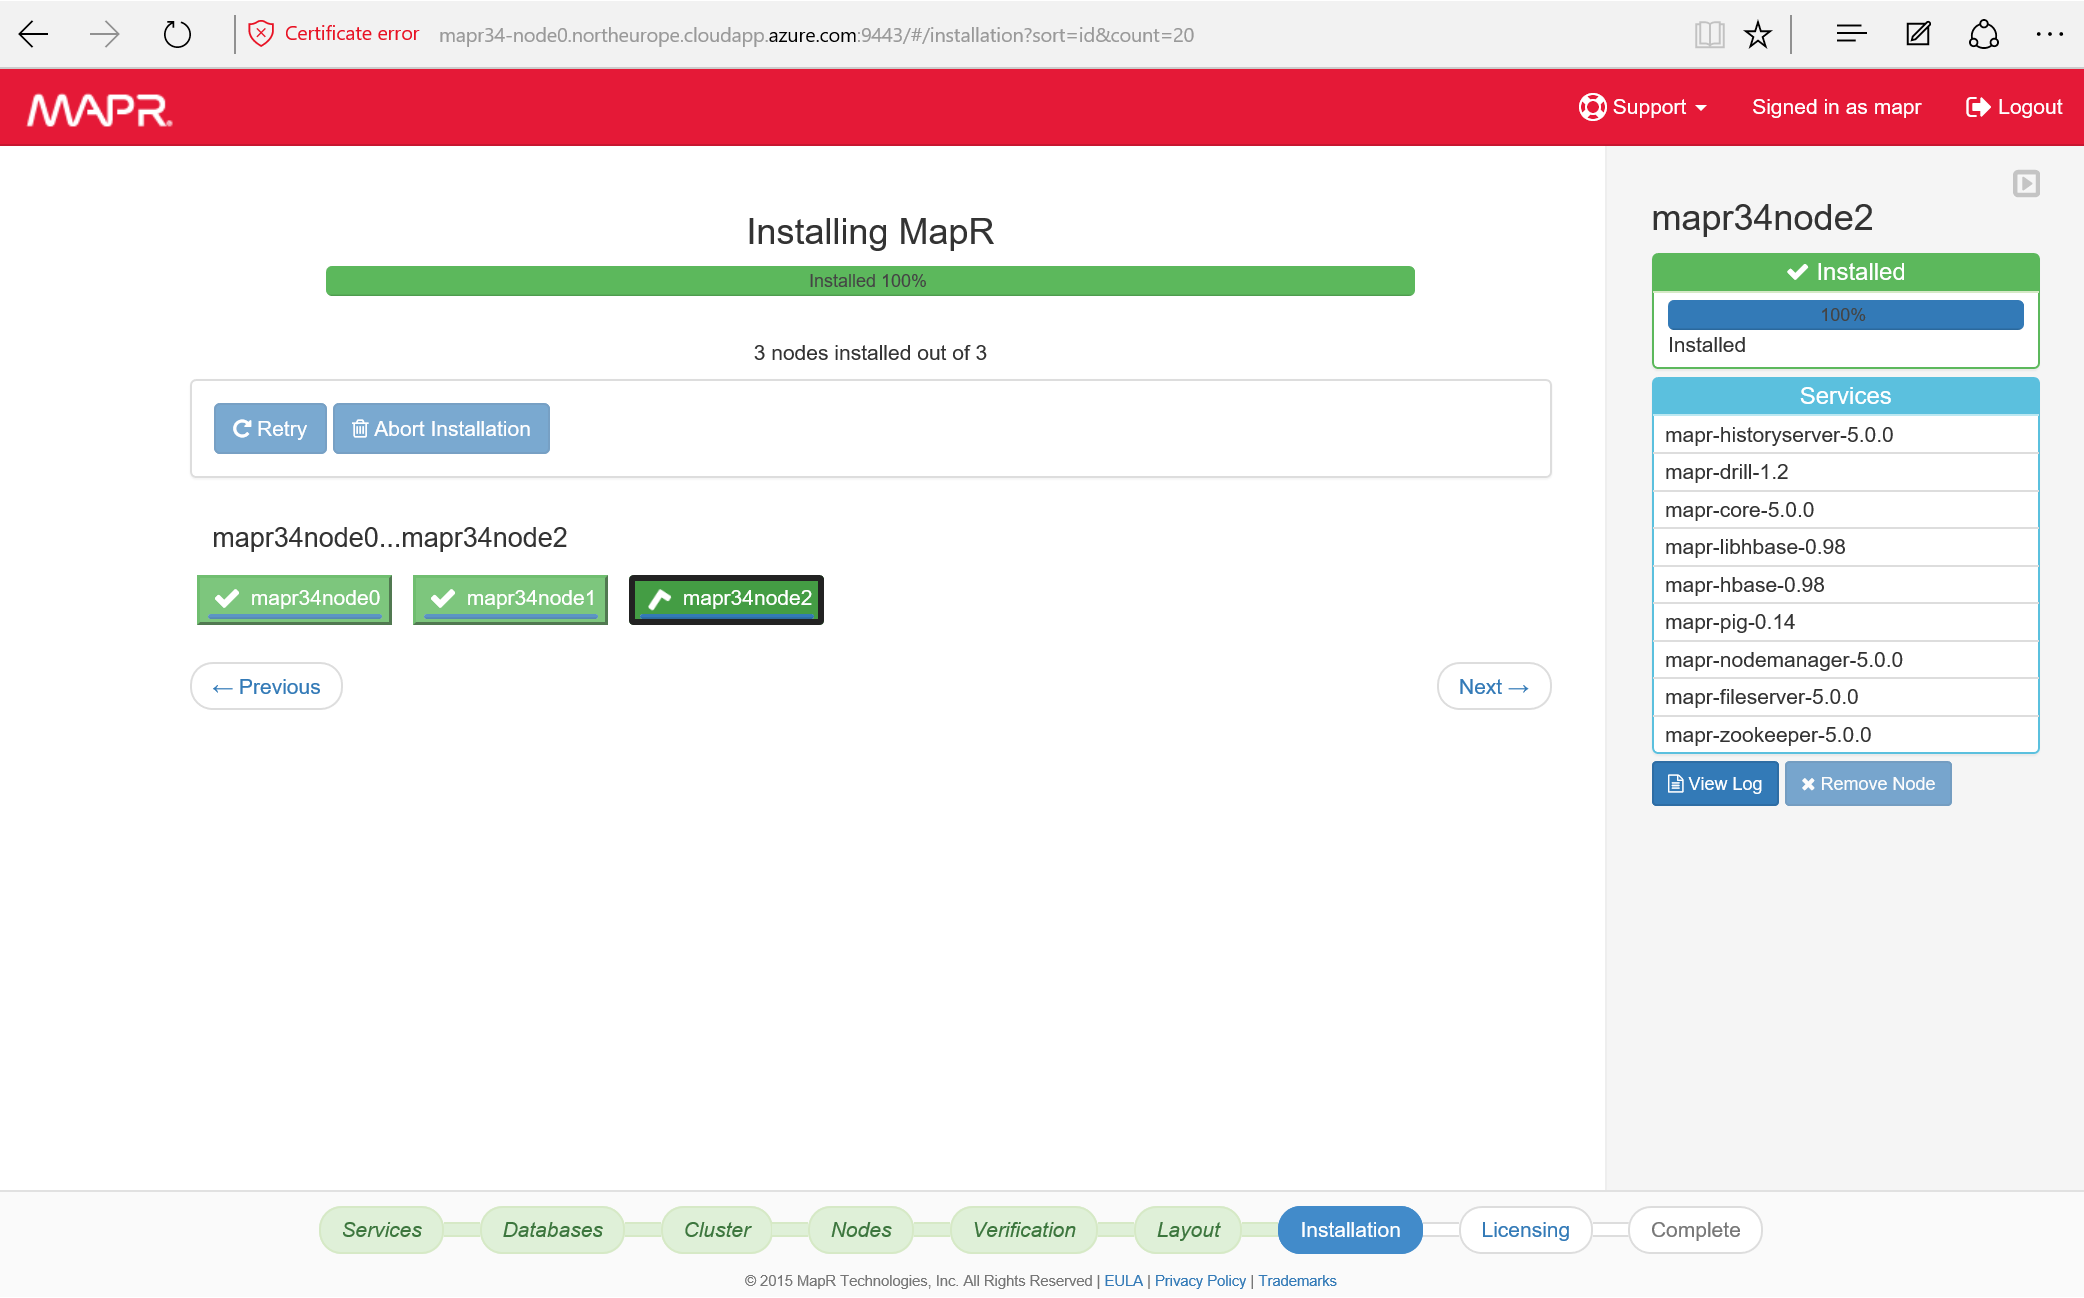 Certificate error mapr34-node0.northeurope.cloudapp.azure.com:9443/#/installation?sort=id&count=20
MAPR.
Support
Signed in as mapr
Logout
Installing MapR
Installed 100%
3 nodes installed out of 3
Retry
Abort Installation
mapr34node0...mapr34node2
mapr34node0
mapr34node1
mapr34node2
← Previous
Next →
mapr34node2
Installed
100%
Installed
Services
mapr-historyserver-5.0.0
mapr-drill-1.2
mapr-core-5.0.0
mapr-libhbase-0.98
mapr-hbase-0.98
mapr-pig-0.14
mapr-nodemanager-5.0.0
mapr-fileserver-5.0.0
mapr-zookeeper-5.0.0
View Log
Remove Node
Services
Databases
Cluster
Nodes
Verification
Layout
Installation
Licensing
Complete
© 2015 MapR Technologies, Inc. All Rights Reserved | EULA | Privacy Policy | Trademarks